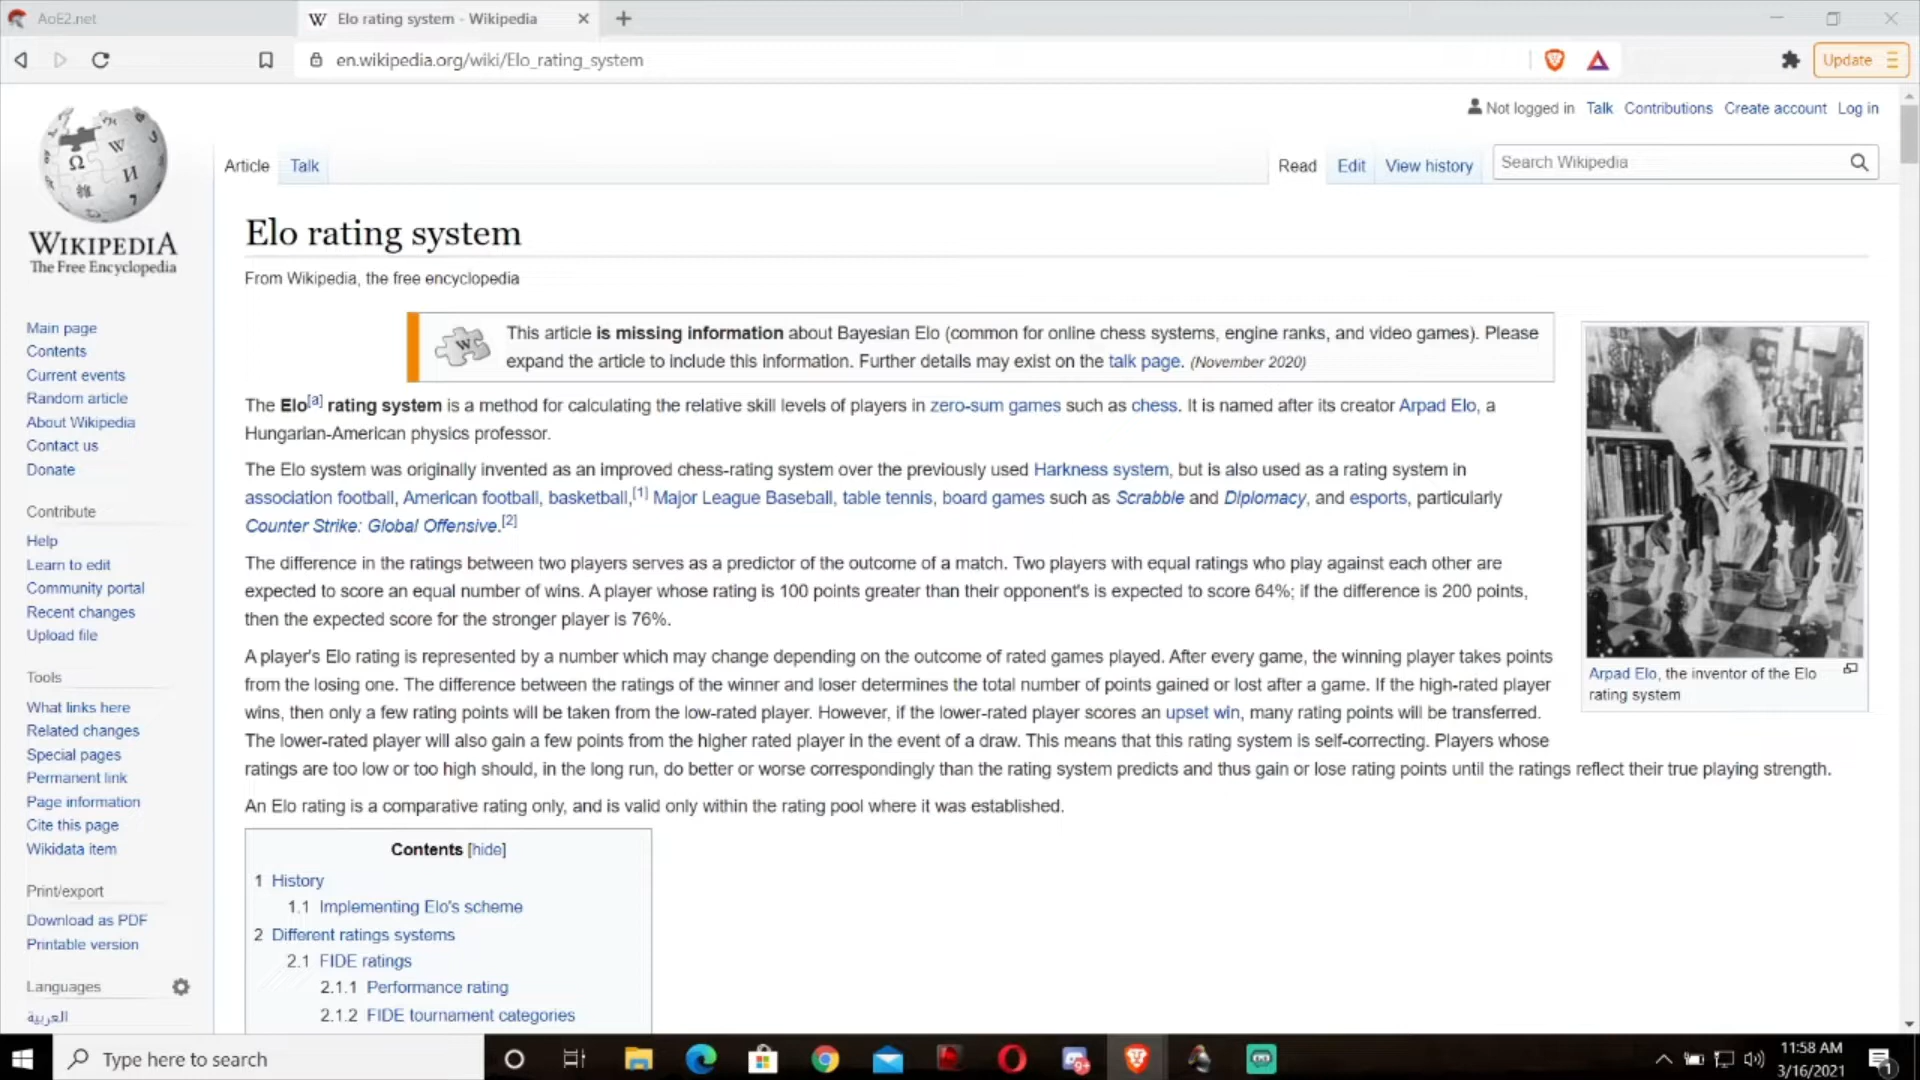 AoE2.net
Elo rating system - Wikipedia
en.wikipedia.org/wiki/Elo_rating_system
Update
Not logged in Talk Contributions Create account Log in
Article Talk
Read Edit View history
Search Wikipedia
WIKIPEDIA
The Free Encyclopedia
Main page
Contents
Current events
Random article
About Wikipedia
Contact us
Donate
Contribute
Help
Learn to edit
Community portal
Recent changes
Upload file
Tools
What links here
Related changes
Special pages
Permanent link
Page information
Cite this page
Wikidata item
Print/export
Download as PDF
Printable version
Languages
العربية
Elo rating system
From Wikipedia, the free encyclopedia
This article is missing information about Bayesian Elo (common for online chess systems, engine ranks, and video games). Please
expand the article to include this information. Further details may exist on the talk page. (November 2020)
The Elo[a] rating system is a method for calculating the relative skill levels of players in zero-sum games such as chess. It is named after its creator Arpad Elo, a
Hungarian-American physics professor.
The Elo system was originally invented as an improved chess-rating system over the previously used Harkness system, but is also used as a rating system in
association football, American football, basketball,[1] Major League Baseball, table tennis, board games such as Scrabble and Diplomacy, and esports, particularly
Counter Strike: Global Offensive.[2]
The difference in the ratings between two players serves as a predictor of the outcome of a match. Two players with equal ratings who play against each other are
expected to score an equal number of wins. A player whose rating is 100 points greater than their opponent's is expected to score 64%; if the difference is 200 points,
then the expected score for the stronger player is 76%.
A player's Elo rating is represented by a number which may change depending on the outcome of rated games played. After every game, the winning player takes points
from the losing one. The difference between the ratings of the winner and loser determines the total number of points gained or lost after a game. If the high-rated player
wins, then only a few rating points will be taken from the low-rated player. However, if the lower-rated player scores an upset win, many rating points will be transferred.
The lower-rated player will also gain a few points from the higher rated player in the event of a draw. This means that this rating system is self-correcting. Players whose
ratings are too low or too high should, in the long run, do better or worse correspondingly than the rating system predicts and thus gain or lose rating points until the ratings reflect their true playing strength.
An Elo rating is a comparative rating only, and is valid only within the rating pool where it was established.
Arpad Elo, the inventor of the Elo
rating system
Contents [hide]
1 History
1.1 Implementing Elo's scheme
2 Different ratings systems
2.1 FIDE ratings
2.1.1 Performance rating
2.1.2 FIDE tournament categories
Type here to search
9+
11:58 AM
3/16/2021
1